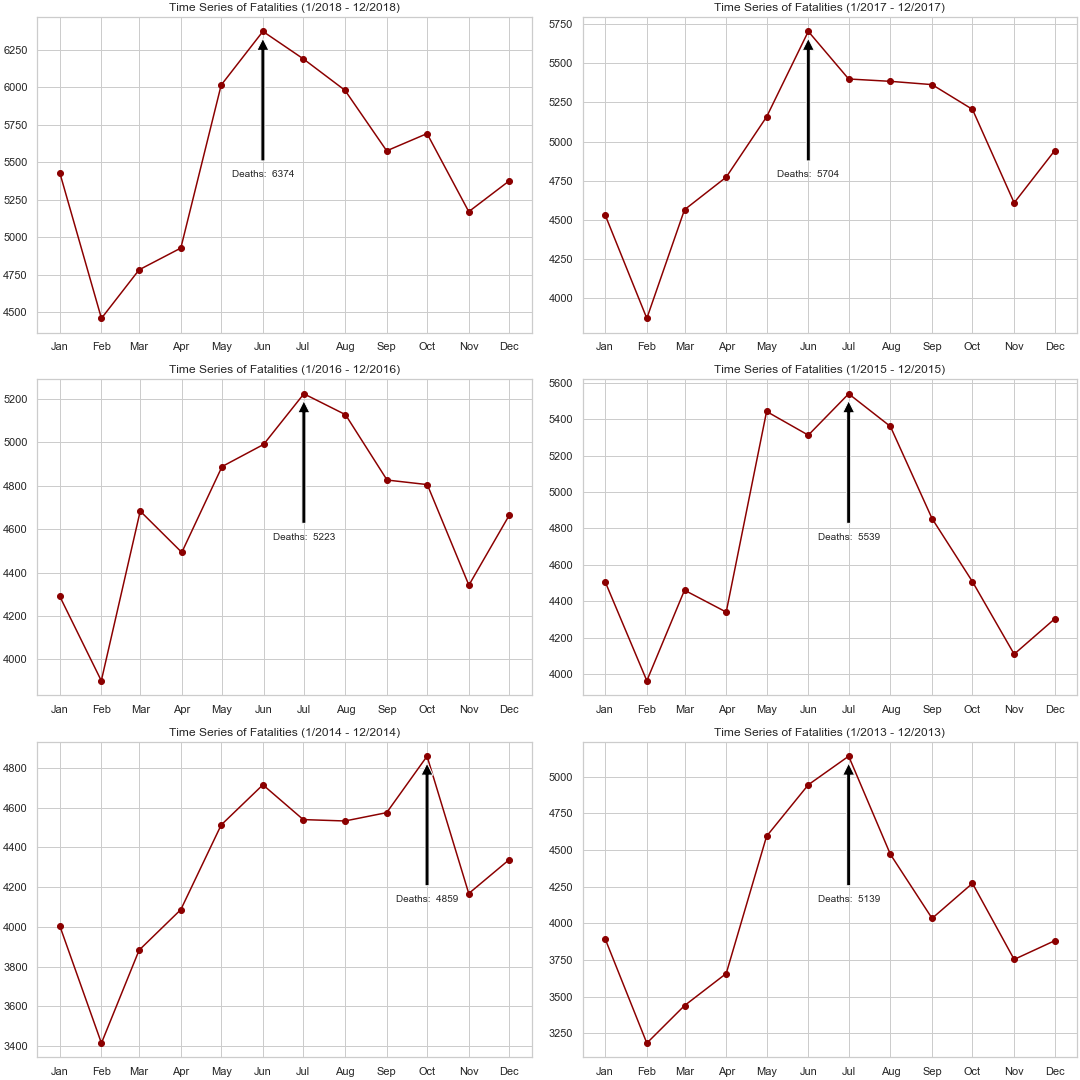 Time Series of Fatalities (1/2018 - 12/2018)
6250
6000
5750
5500
5250
5000
4750
4500
Deaths: 6374
Jan Feb Mar Apr May Jun Jul Aug Sep Oct Nov Dec
Time Series of Fatalities (1/2017 - 12/2017)
5750
5500
5250
5000
4750
4500
4250
4000
Deaths: 5704
Jan Feb Mar Apr May Jun Jul Aug Sep Oct Nov Dec
Time Series of Fatalities (1/2016 - 12/2016)
5200
5000
4800
4600
4400
4200
4000
Deaths: 5223
Jan Feb Mar Apr May Jun Jul Aug Sep Oct Nov Dec
Time Series of Fatalities (1/2015 - 12/2015)
5600
5400
5200
5000
4800
4600
4400
4200
4000
Deaths: 5539
Jan Feb Mar Apr May Jun Jul Aug Sep Oct Nov Dec
Time Series of Fatalities (1/2014 - 12/2014)
4800
4600
4400
4200
4000
3800
3600
3400
Deaths: 4859
Jan Feb Mar Apr May Jun Jul Aug Sep Oct Nov Dec
Time Series of Fatalities (1/2013 - 12/2013)
5000
4750
4500
4250
4000
3750
3500
3250
Deaths: 5139
Jan Feb Mar Apr May Jun Jul Aug Sep Oct Nov Dec